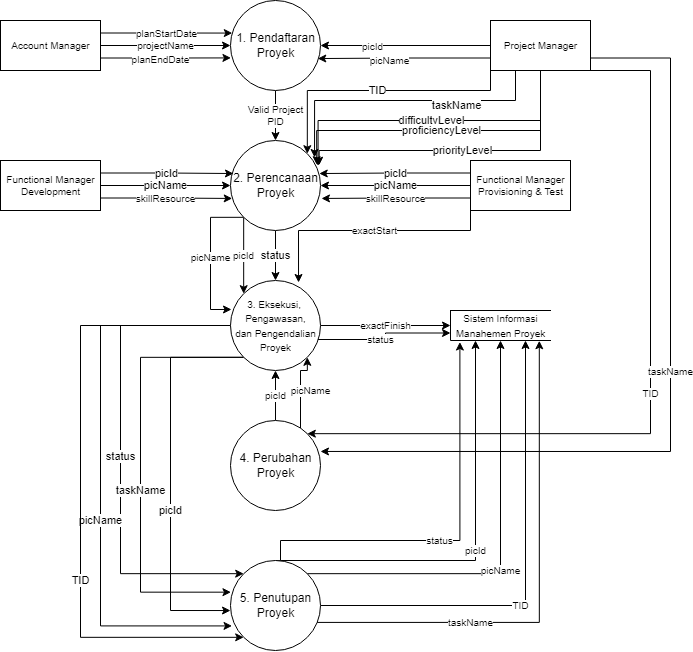 planStartDate
Account Manager
projectName
planEndDate
1. Pendaftaran
Proyek
picId
picName
Project Manager
TID
taskName
Valid Project
PID
difficultyLevel
proficiencyLevel
priorityLevel
Functional Manager
Development
picId
picName
skillResource
2. Perencanaan
Proyek
picId
picName
skillResource
Functional Manager
Provisioning & Test
exactStart
picName
picId
status
3. Eksekusi,
Pengawasan,
dan Pengendalian
Proyek
exactFinish
status
Sistem Informasi
Manahemen Proyek
taskName
TID
picId
picName
4. Perubahan
Proyek
status
taskName
picId
picName
TID
status
picId
picName
5. Penutupan
Proyek
TID
taskName